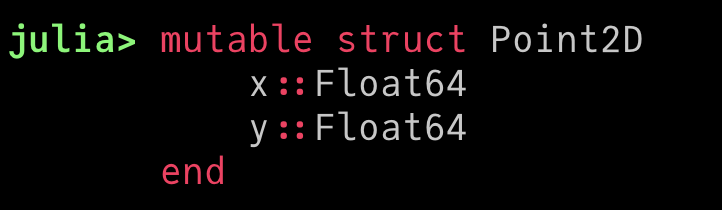 julia> mutable struct Point2D
x::Float64
y::Float64
end